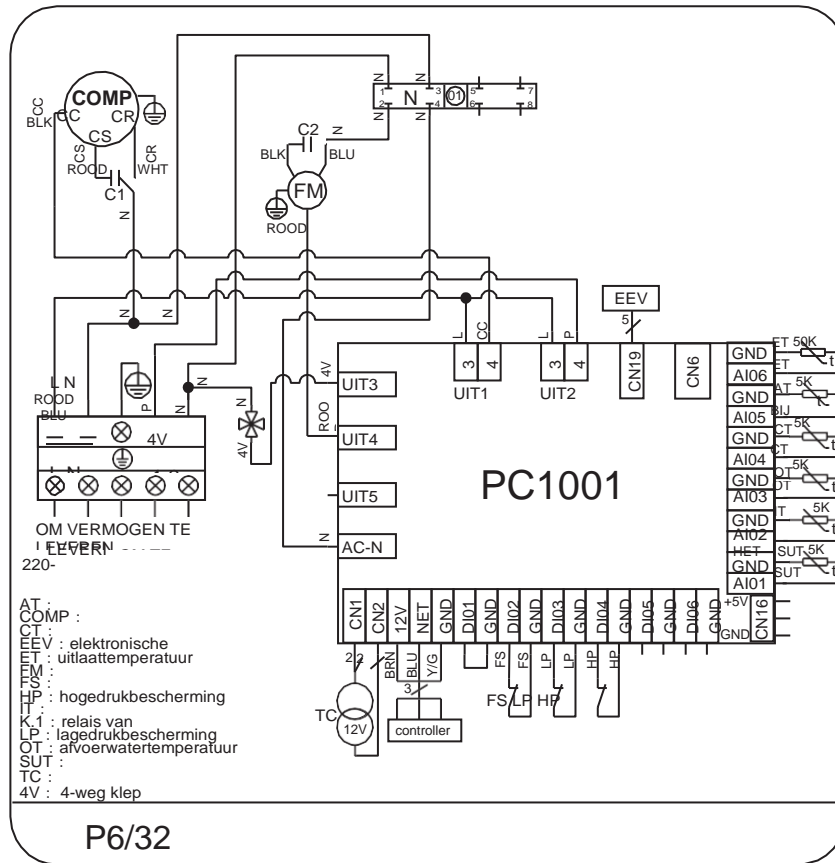 COMP
CC
CR
CS
CC
BLK
CS
ROOD
CR
WHT
C1
N
N
N
N
N
1
2
N
3
4
01
5
6
7
8
N
N
C2
N
BLK
BLU
FM
ROOD
EEV
5
L N
ROOD
BLU
P
N
N
N
4V
4V
4V
ROO
L
CC
L
P
3
4
3
4
UIT1
UIT2
CN19
CN6
UIT3
UIT4
UIT5
AC-N
N
PC1001
GND
AI06
GND
AI05
GND
AI04
GND
AI03
GND
AI02
HET
GND
AI01
+5V
GND
CN16
ET 50K
t
ET
AT 5K
t
BIJ
CT 5K
t
CT
OT 5K
t
OT
IT 5K
t
SUT 5K
t
SUT
OM VERMOGEN TE
LEVEREN
220-
CN1
CN2
12V
NET
GND
DI01
GND
DI02
GND
DI03
GND
DI04
GND
DI05
GND
DI06
GND
2
2
BRN
BLU
Y/G
3
FS
FS
LP
LP
HP
HP
FS LP HP
TC
12V
controller
AT :
COMP :
CT :
EEV : elektronische
ET : uitlaattemperatuur
FM :
FS :
HP : hogedrukbescherming
IT :
K.1 : relais van
LP : lagedrukbescherming
OT : afvoerwatertemperatuur
SUT :
TC :
4V : 4-weg klep
P6/32